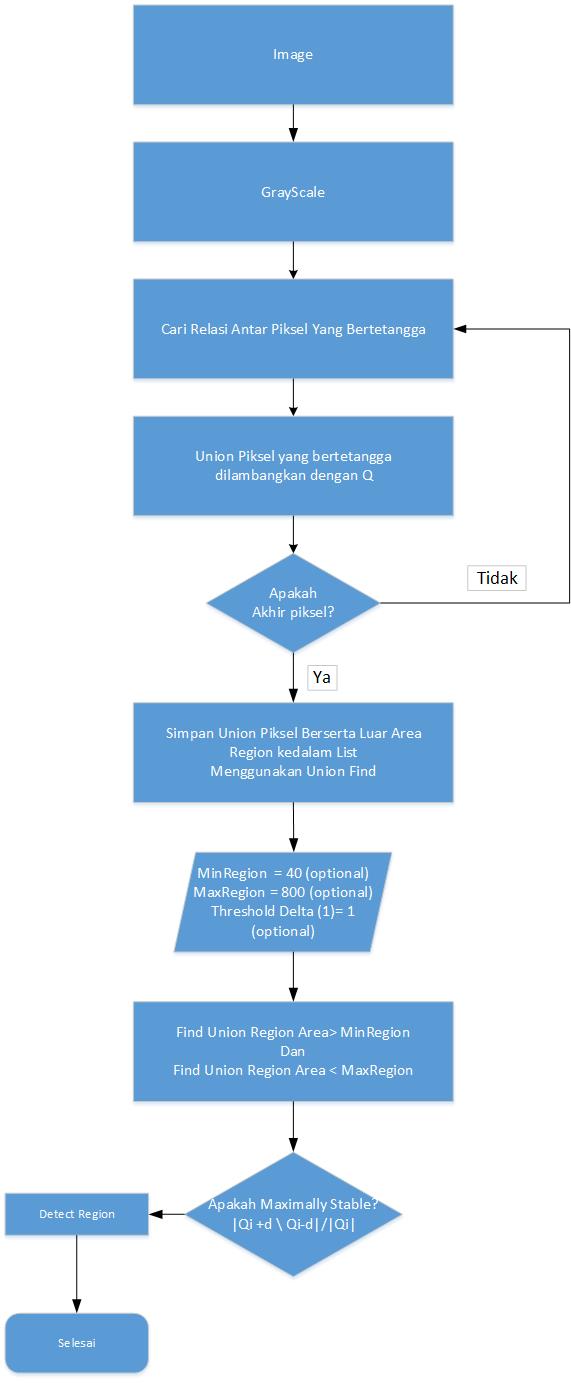 Image
GrayScale
Cari Relasi Antar Piksel Yang Bertetangga
Union Piksel yang bertetangga
dilambangkan dengan Q
Tidak
Apakah
Akhir piksel?
Ya
Simpan Union Piksel Berserta Luar Area
Region kedalam List
Menggunakan Union Find
MinRegion = 40 (optional)
MaxRegion = 800 (optional)
Threshold Delta (1)= 1
(optional)
Find Union Region Area> MinRegion
Dan
Find Union Region Area < MaxRegion
Apakah Maximally Stable?
|Qi +d \ Qi-d|/|Qi|
Detect Region
Selesai